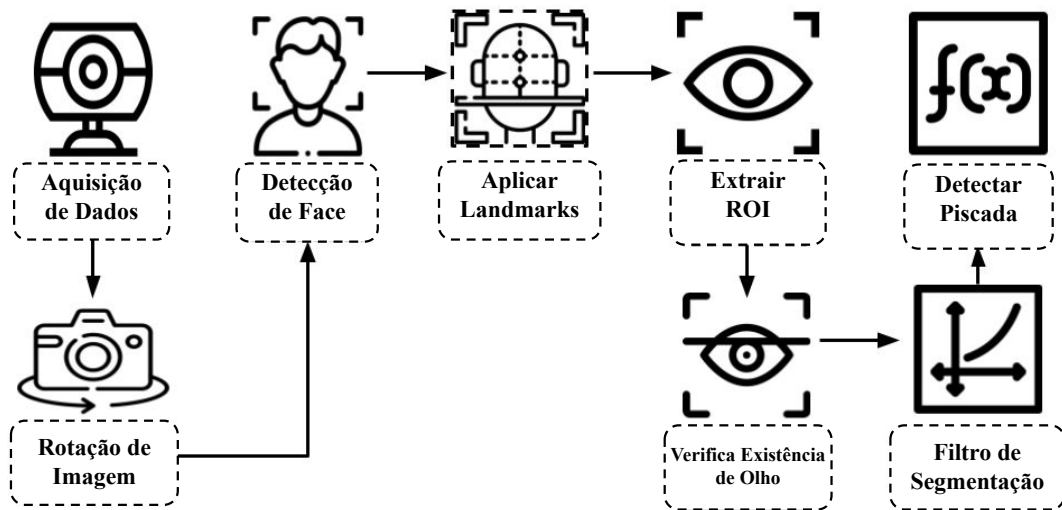 f(x)
Aquisição
de Dados
Detecção
de Face
Aplicar
Landmarks
Extrair
ROI
Detectar
Piscada
Rotação de
Imagem
Verifica Existência
de Olho
Filtro de
Segmentação